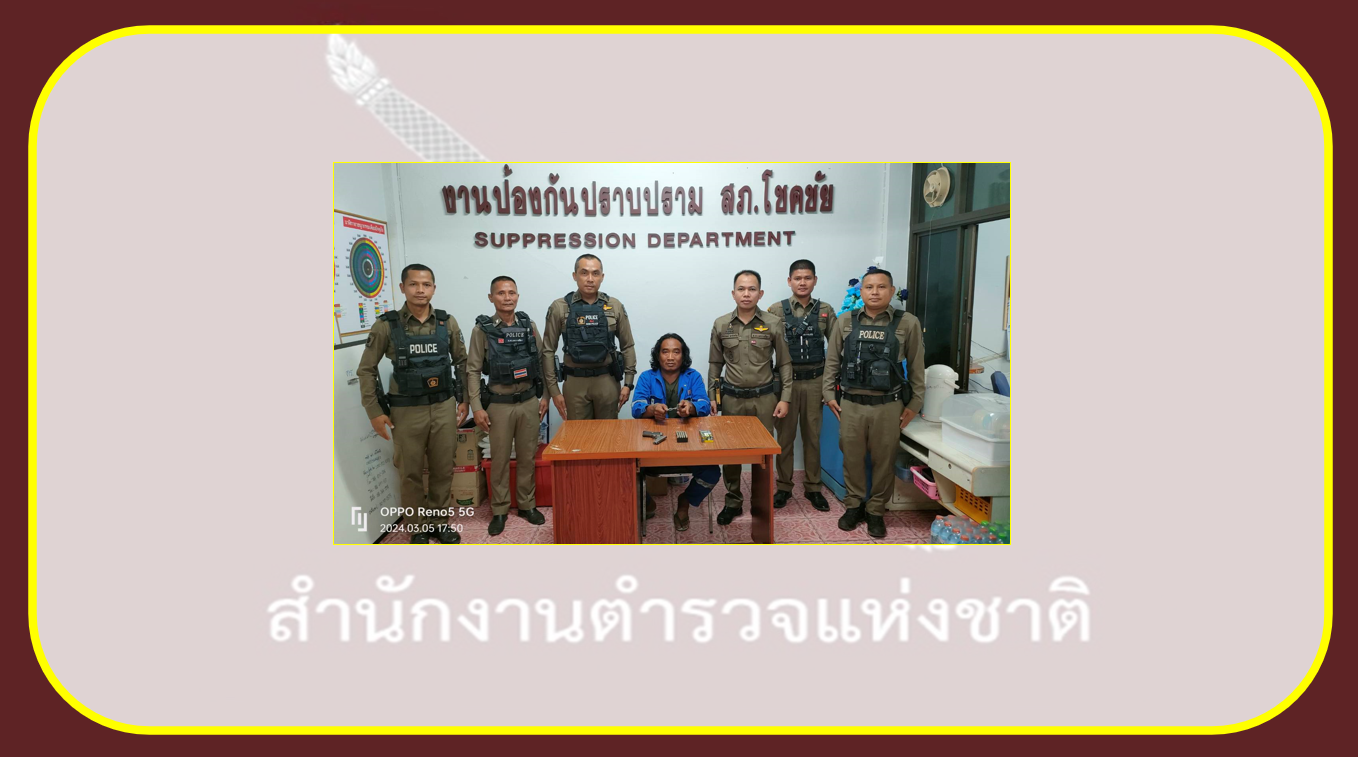 งานป้องกันปราบปราม สภ.โชคชัย
SUPPRESSION DEPARTMENT
POLICE
POLICE
POLICE
POLICE
OPPO Reno5 5G
2024.03.05 17:50
สำนักงานตำรวจแห่งชาติ